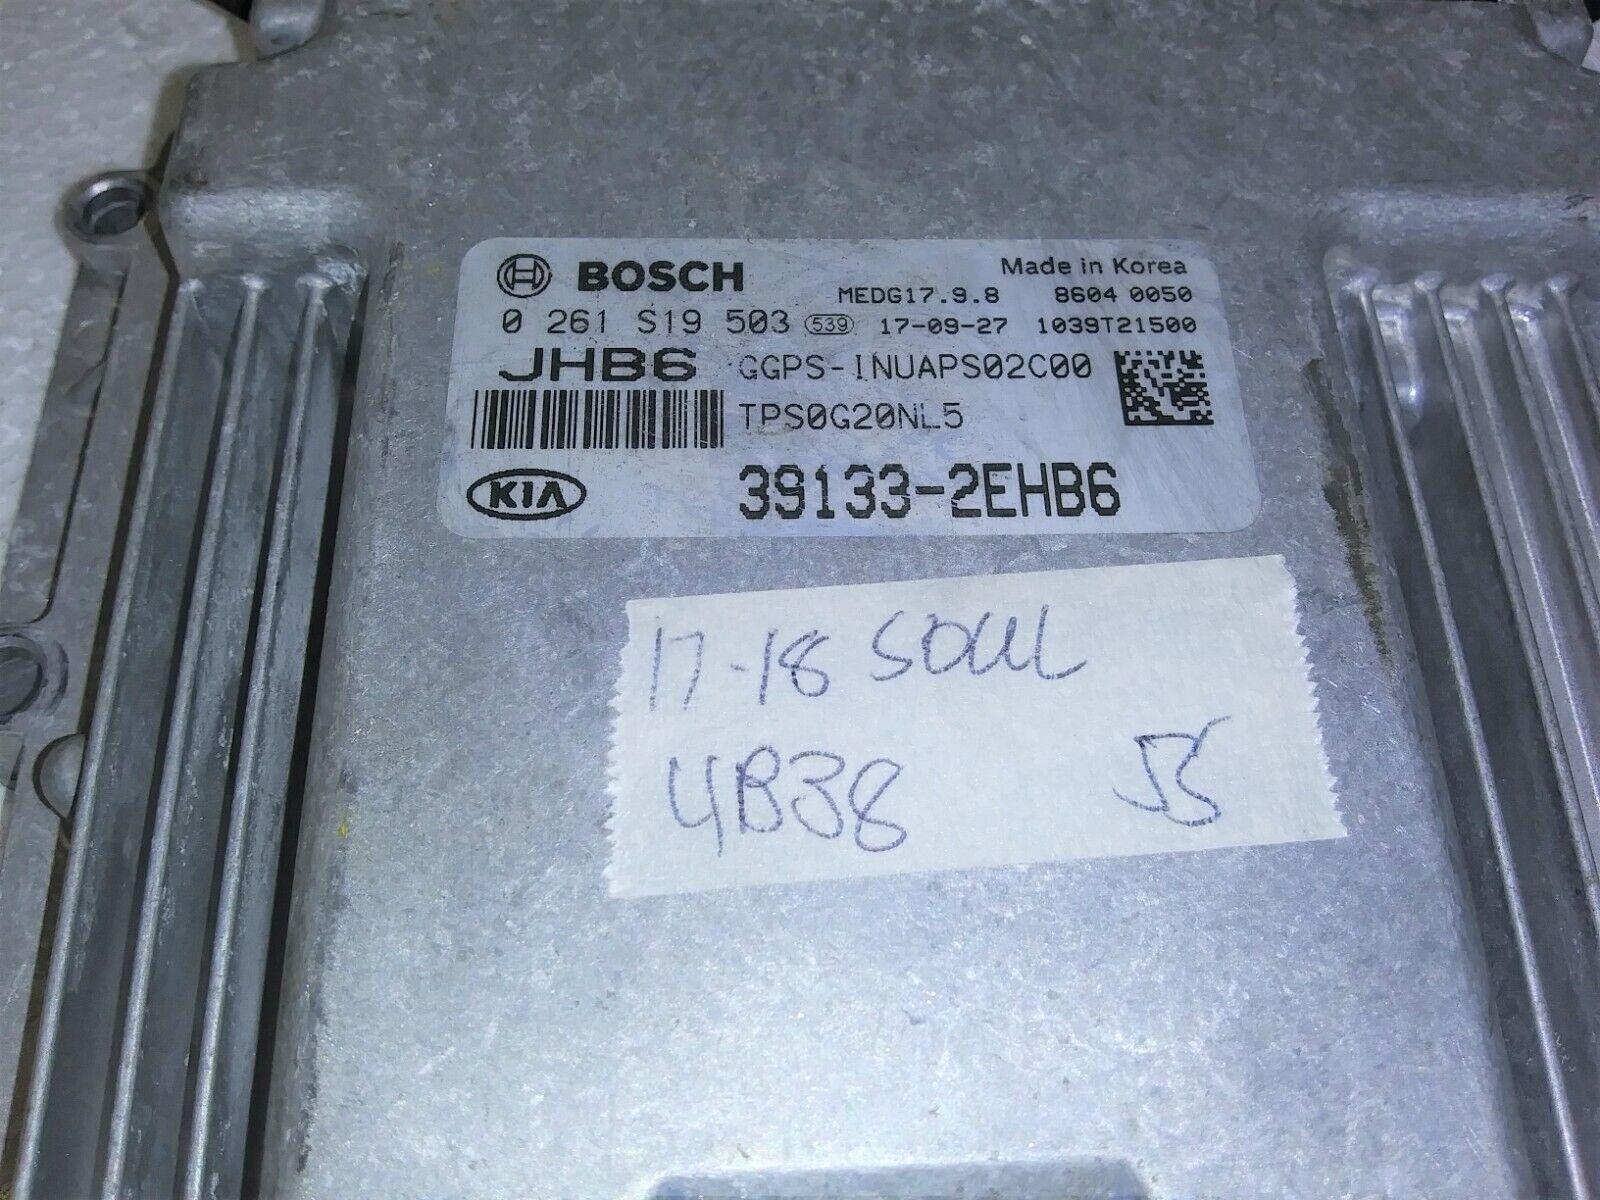 BOSCH Made in Korea
MEDG17.9.8 8604 0050
0 261 S19 503 539 17-09-27 1039T21500
JHB6 GGPS-INUAPS02C00
TPS0G20NL5
KIA 39133-2EHB6
17-18 SOUL
4B38 55